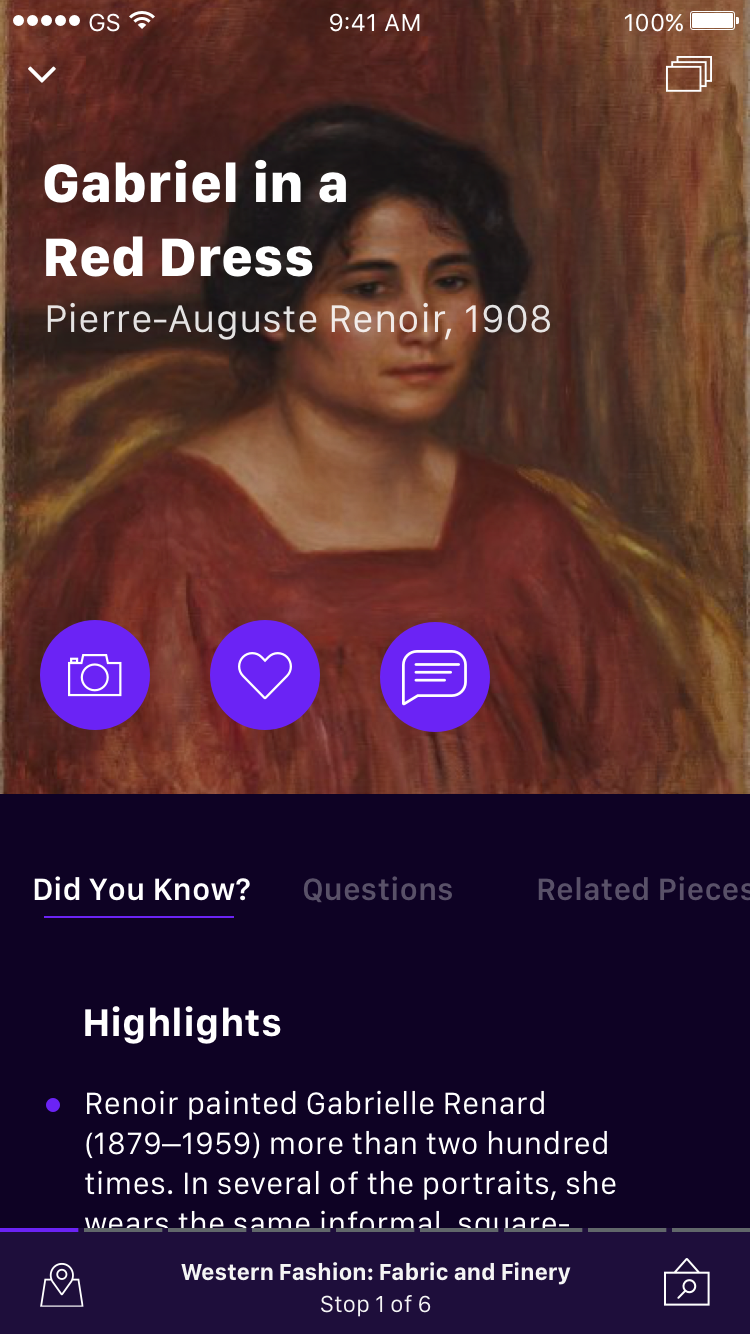 GS 9:41 AM 100%
Gabriel in a
Red Dress
Pierre-Auguste Renoir, 1908
Did You Know? Questions Related Pieces
Highlights
Renoir painted Gabrielle Renard
(1879–1959) more than two hundred
times. In several of the portraits, she
wears the same informal, square-
Western Fashion: Fabric and Finery
Stop 1 of 6